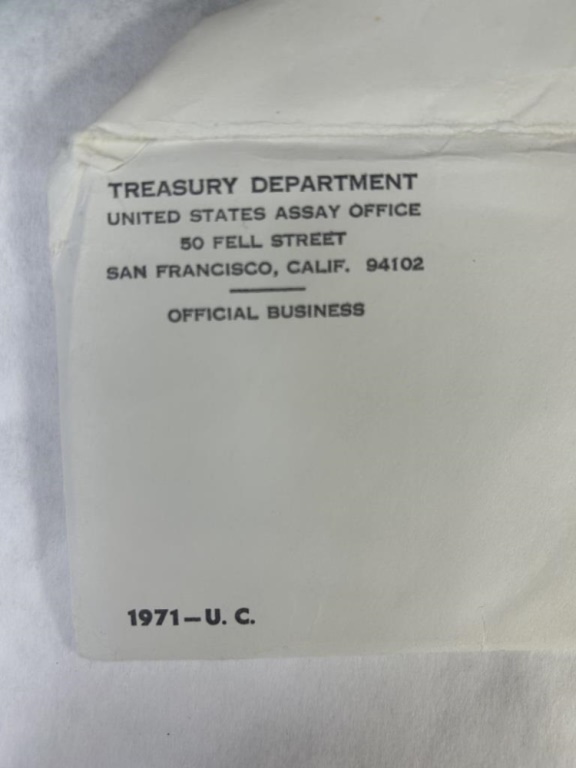 TREASURY DEPARTMENT
UNITED STATES ASSAY OFFICE
50 FELL STREET
SAN FRANCISCO, CALIF. 94102
OFFICIAL BUSINESS
1971—U. C.